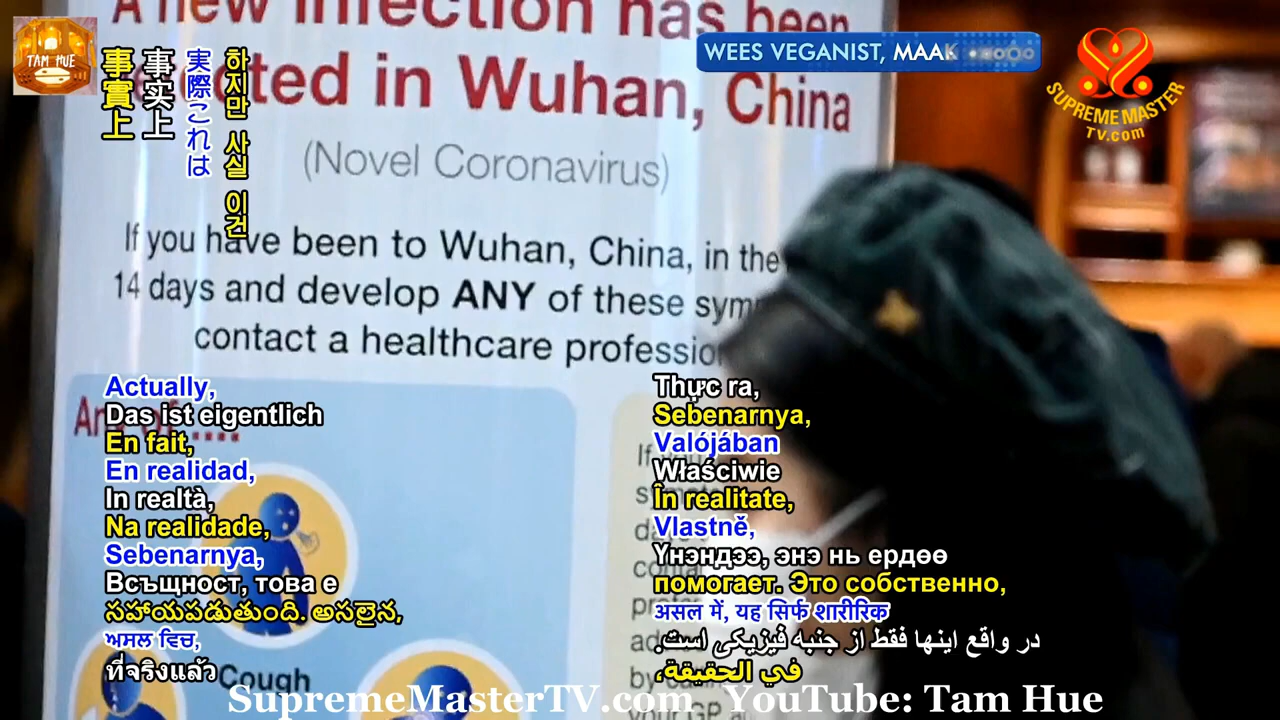 A new infection has been
in Wuhan, China
(Novel Coronavirus)
If you have been to Wuhan, China, in the
14 days and develop ANY of these
contact a healthcare
TAM HUE
事實上
事实上
実際これは
하지만 사실 이건
WEES VEGANIST, MAAK
SUPREME MASTER
TV.com
Actually,
Das ist eigentlich
En fait,
En realidad,
In realtà,
Na realidade,
Sebenarnya,
Всъщност, това е
సహాయపడుతుంది. అసలైన,
ਅਸਲ ਵਿਚ,
ที่จริงแล้ว
Thực ra,
Sebenarnya,
Valójában
Właściwie
În realitate,
Vlastně,
Үнэндээ, энэ нь ердөө
помогает. Это собственно,
असल में, यह सिर्फ शारीरिक
در واقع اینها فقط از جنبه فیزیکی است.
في الحقيقة،
Cough
SupremeMasterTV.com YouTube: Tam Hue